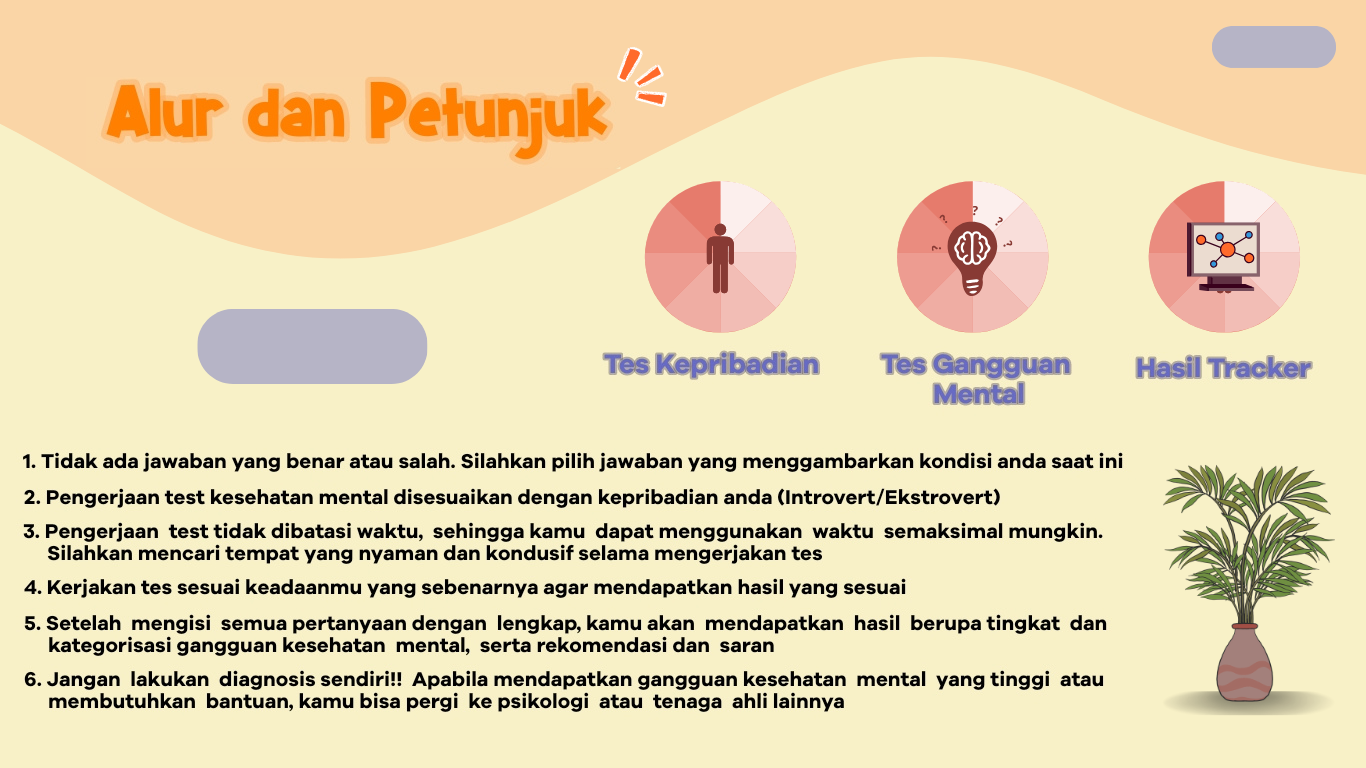 Alur dan Petunjuk
? ? ? ? ?
Tes Kepribadian
Tes Gangguan
Mental
Hasil Tracker
1. Tidak ada jawaban yang benar atau salah. Silahkan pilih jawaban yang menggambarkan kondisi anda saat ini
2. Pengerjaan test kesehatan mental disesuaikan dengan kepribadian anda (Introvert/Ekstrovert)
3. Pengerjaan test tidak dibatasi waktu, sehingga kamu dapat menggunakan waktu semaksimal mungkin.
Silahkan mencari tempat yang nyaman dan kondusif selama mengerjakan tes
4. Kerjakan tes sesuai keadaanmu yang sebenarnya agar mendapatkan hasil yang sesuai
5. Setelah mengisi semua pertanyaan dengan lengkap, kamu akan mendapatkan hasil berupa tingkat dan
kategorisasi gangguan kesehatan mental, serta rekomendasi dan saran
6. Jangan lakukan diagnosis sendiri!! Apabila mendapatkan gangguan kesehatan mental yang tinggi atau
membutuhkan bantuan, kamu bisa pergi ke psikologi atau tenaga ahli lainnya